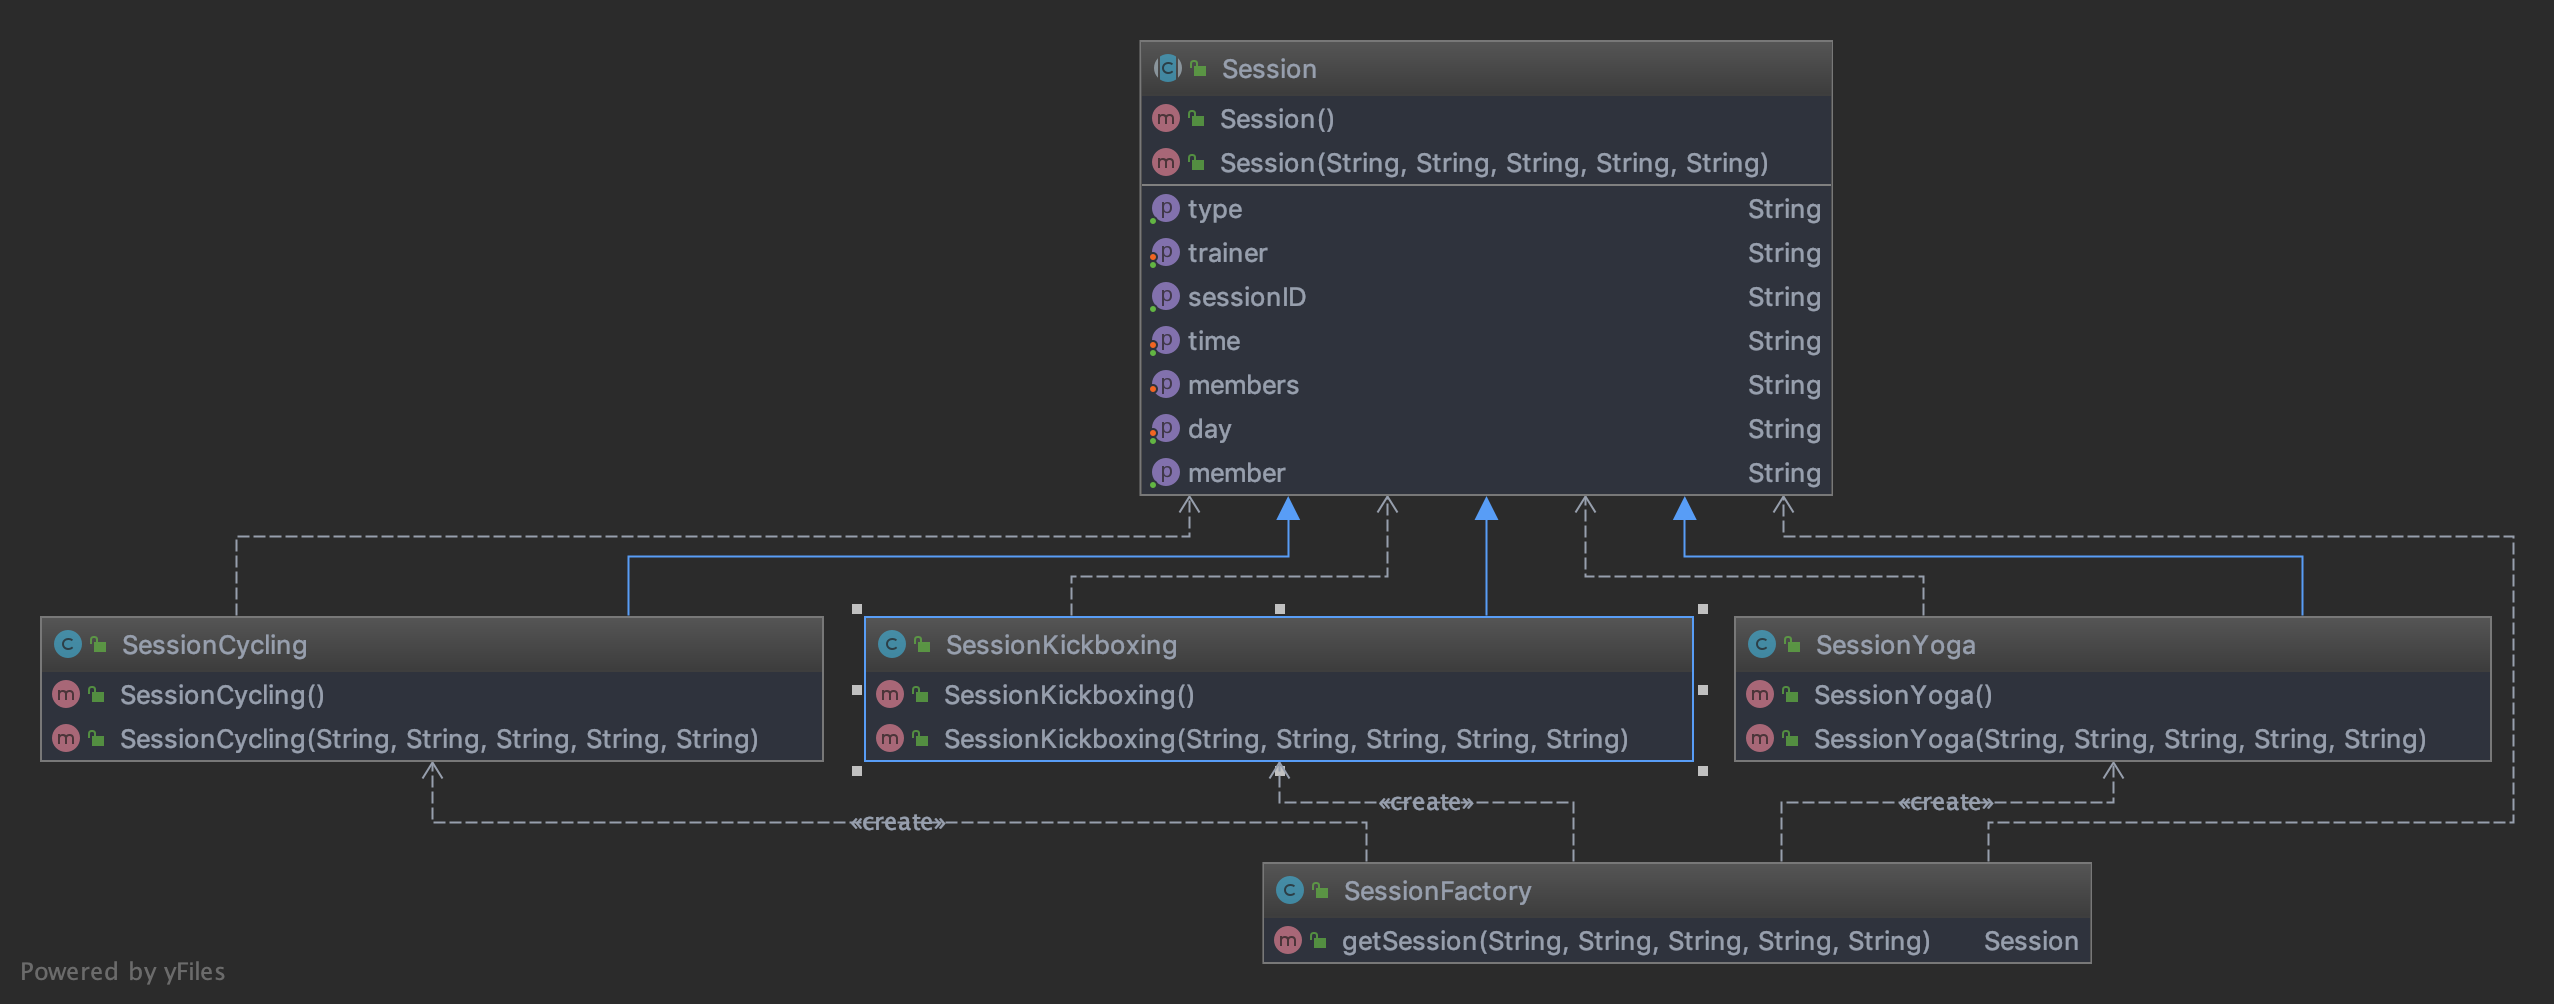 Session
Session()
Session(String, String, String, String, String)
type String
trainer String
sessionID String
time String
members String
day String
member String
SessionCycling
SessionCycling()
SessionCycling(String, String, String, String, String)
SessionKickboxing
SessionKickboxing()
SessionKickboxing(String, String, String, String, String)
SessionYoga
SessionYoga()
SessionYoga(String, String, String, String, String)
«create»
«create»
«create»
SessionFactory
getSession(String, String, String, String, String) Session
Powered by yFiles